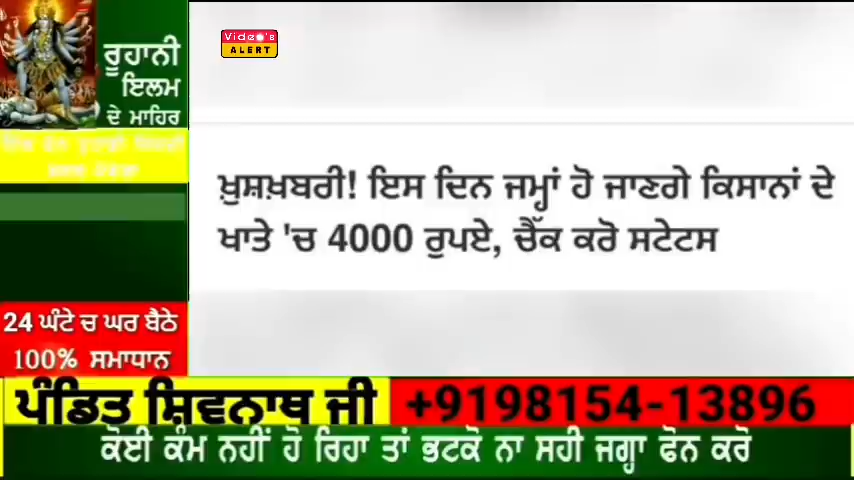 Video's
ALERT
ਰੂਹਾਨੀ
ਇਲਮ
ਦੇ ਮਾਹਿਰ
ਖ਼ੁਸ਼ਖ਼ਬਰੀ! ਇਸ ਦਿਨ ਜਮ੍ਹਾਂ ਹੋ ਜਾਣਗੇ ਕਿਸਾਨਾਂ ਦੇ
ਖਾਤੇ 'ਚ 4000 ਰੁਪਏ, ਚੈੱਕ ਕਰੋ ਸਟੇਟਸ
24 ਘੰਟੇ ਚ ਘਰ ਬੈਠੇ
100% ਸਮਾਧਾਨ
ਪੰਡਿਤ ਸ਼ਿਵਨਾਥ ਜੀ +9198154-13896
ਕੋਈ ਕੰਮ ਨਹੀਂ ਹੋ ਰਿਹਾ ਤਾਂ ਭਟਕੋ ਨਾ ਸਹੀ ਜਗ੍ਹਾ ਫੋਨ ਕਰੋ